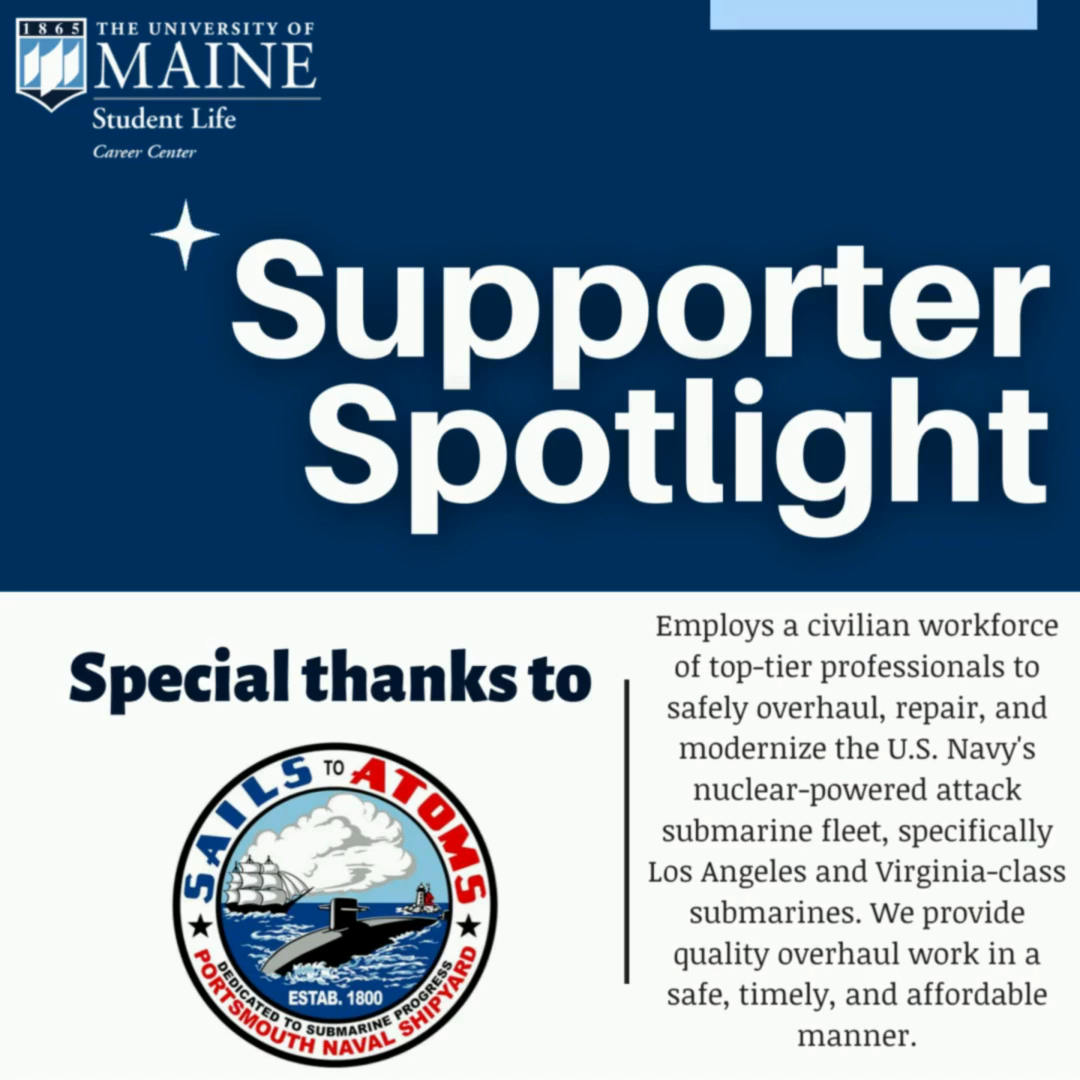 1865
THE UNIVERSITY OF
MAINE
Student Life
Career Center
Supporter
Spotlight
Special thanks to
SAILS TO ATOMS
ESTAB. 1800
DEDICATED TO SUBMARINE PROGRESS
PORTSMOUTH NAVAL SHIPYARD
Employs a civilian workforce
of top-tier professionals to
safely overhaul, repair, and
modernize the U.S. Navy's
nuclear-powered attack
submarine fleet, specifically
Los Angeles and Virginia-class
submarines. We provide
quality overhaul work in a
safe, timely, and affordable
manner.